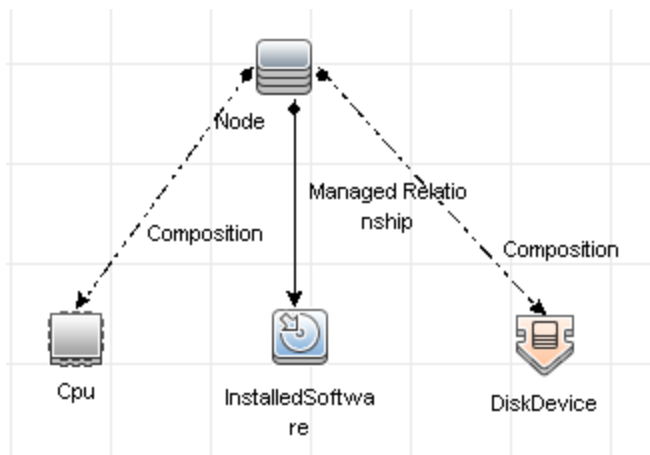 Node
Managed Relatio
nship
Composition
Composition
Cpu
InstalledSoftwa
re
DiskDevice